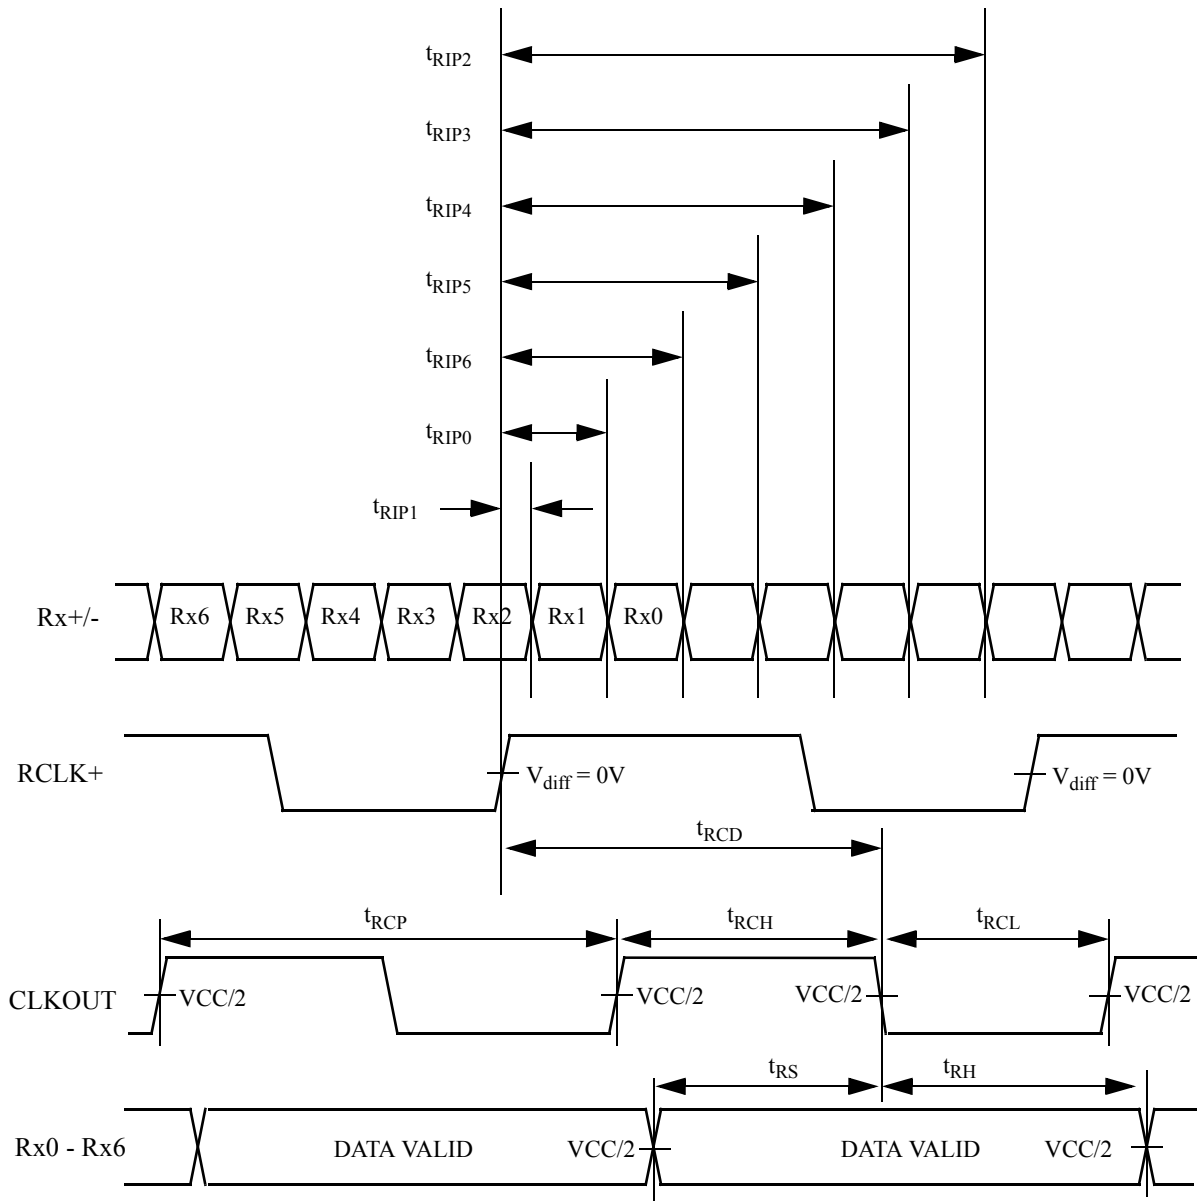 tRIP2
tRIP3
tRIP4
tRIP5
tRIP6
tRIP0
tRIP1
Rx+/- Rx6 Rx5 Rx4 Rx3 Rx2 Rx1 Rx0
RCLK+ Vdiff = 0V Vdiff = 0V
tRCD
tRCP tRCH tRCL
CLKOUT VCC/2 VCC/2 VCC/2 VCC/2
tRS tRH
Rx0 - Rx6 DATA VALID VCC/2 DATA VALID VCC/2